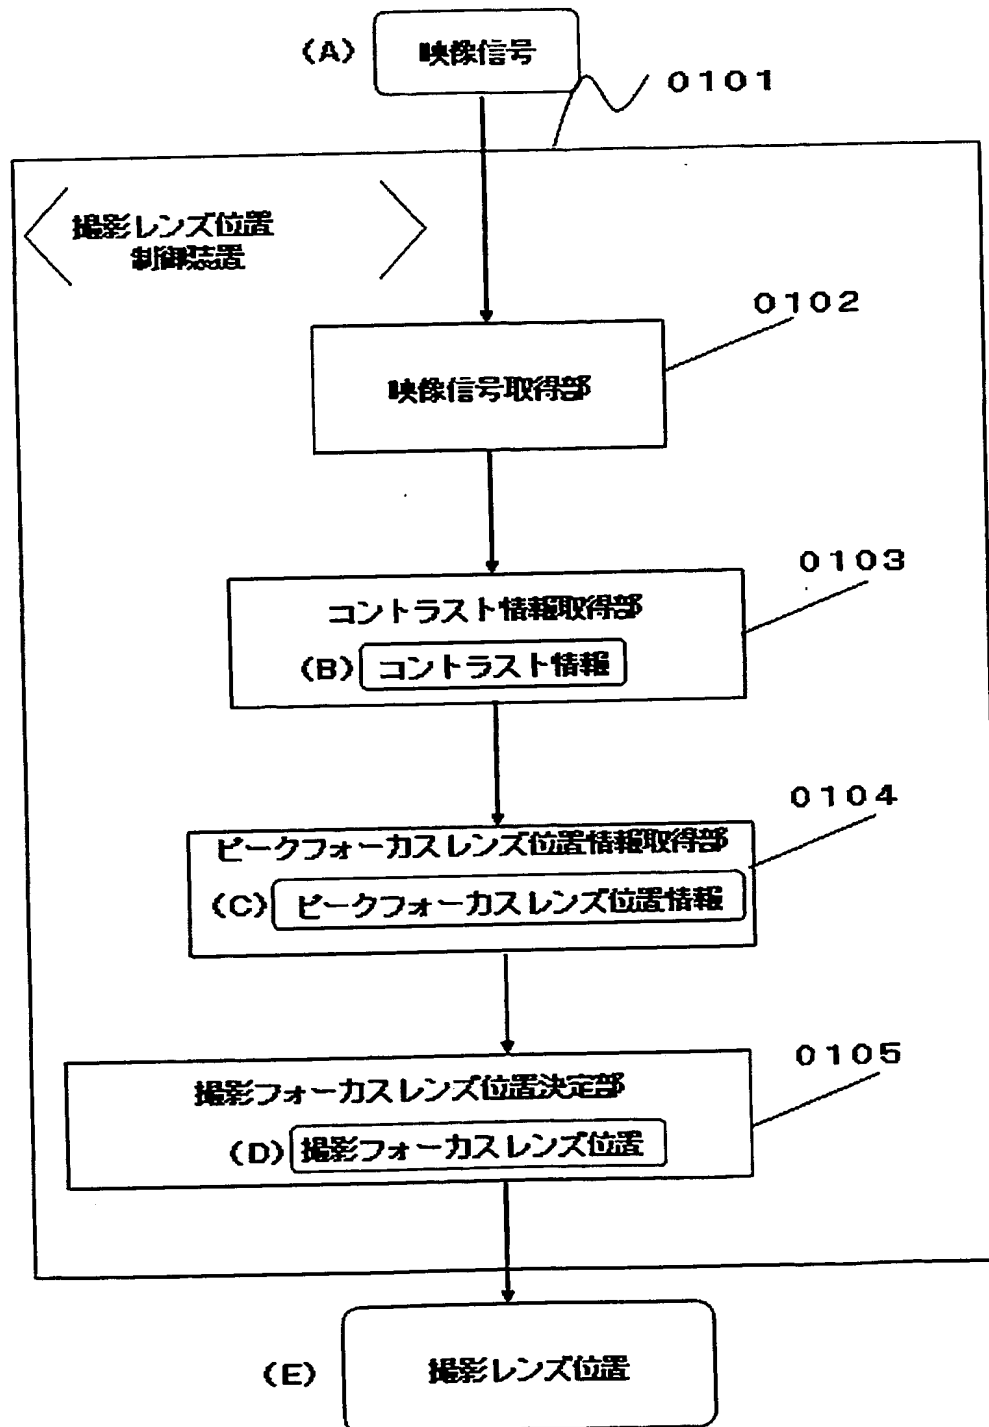 (A) 映像信号
0101
撮影レンズ位置
制御装置
0102
映像信号取得部
0103
コントラスト情報取得部
(B) コントラスト情報
0104
ピークフォーカスレンズ位置情報取得部
(C) ピークフォーカスレンズ位置情報
0105
撮影フォーカスレンズ位置決定部
(D) 撮影フォーカスレンズ位置
(E) 撮影レンズ位置